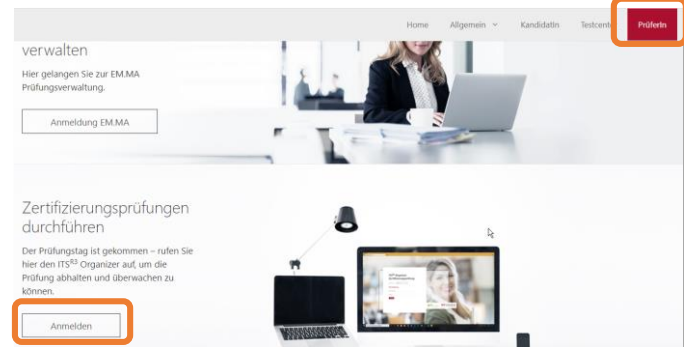 Home Allgemein KandidatIn Testcenter PrüferIn
verwalten
Hier gelangen Sie zur EM.MA
Prüfungsverwaltung.
Anmeldung EM.MA
Zertifizierungsprüfungen
durchführen
Der Prüfungstag ist gekommen – rufen Sie
hier den ITSR3 Organizer auf, um die
Prüfung abhalten und überwachen zu
können.
Anmelden